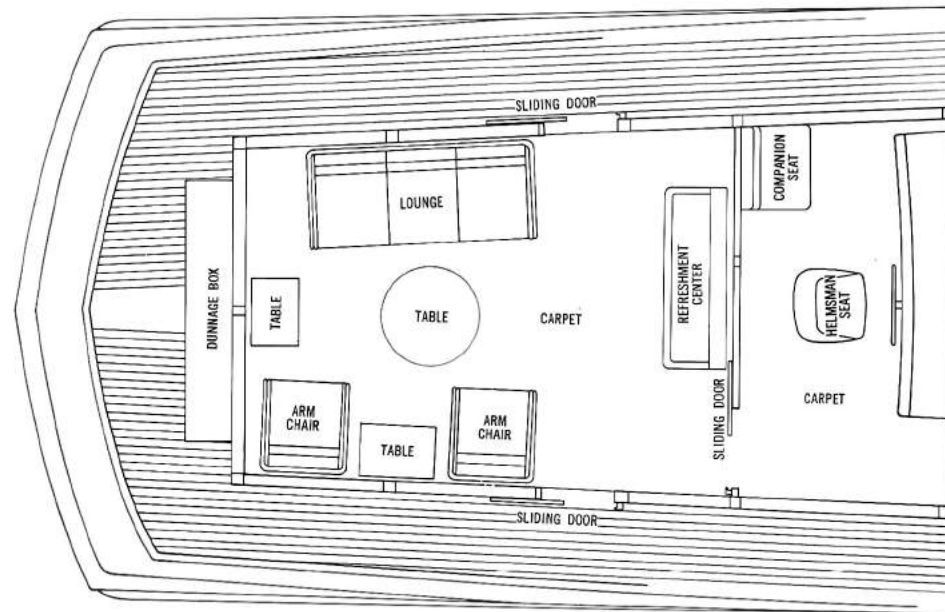 SLIDING DOOR
COMPANION
SEAT
LOUNGE
DUNNAGE BOX
TABLE
TABLE
CARPET
REFRESHMENT
CENTER
HELMSMAN
SEAT
CARPET
ARM
CHAIR
TABLE
ARM
CHAIR
SLIDING DOOR
SLIDING DOOR